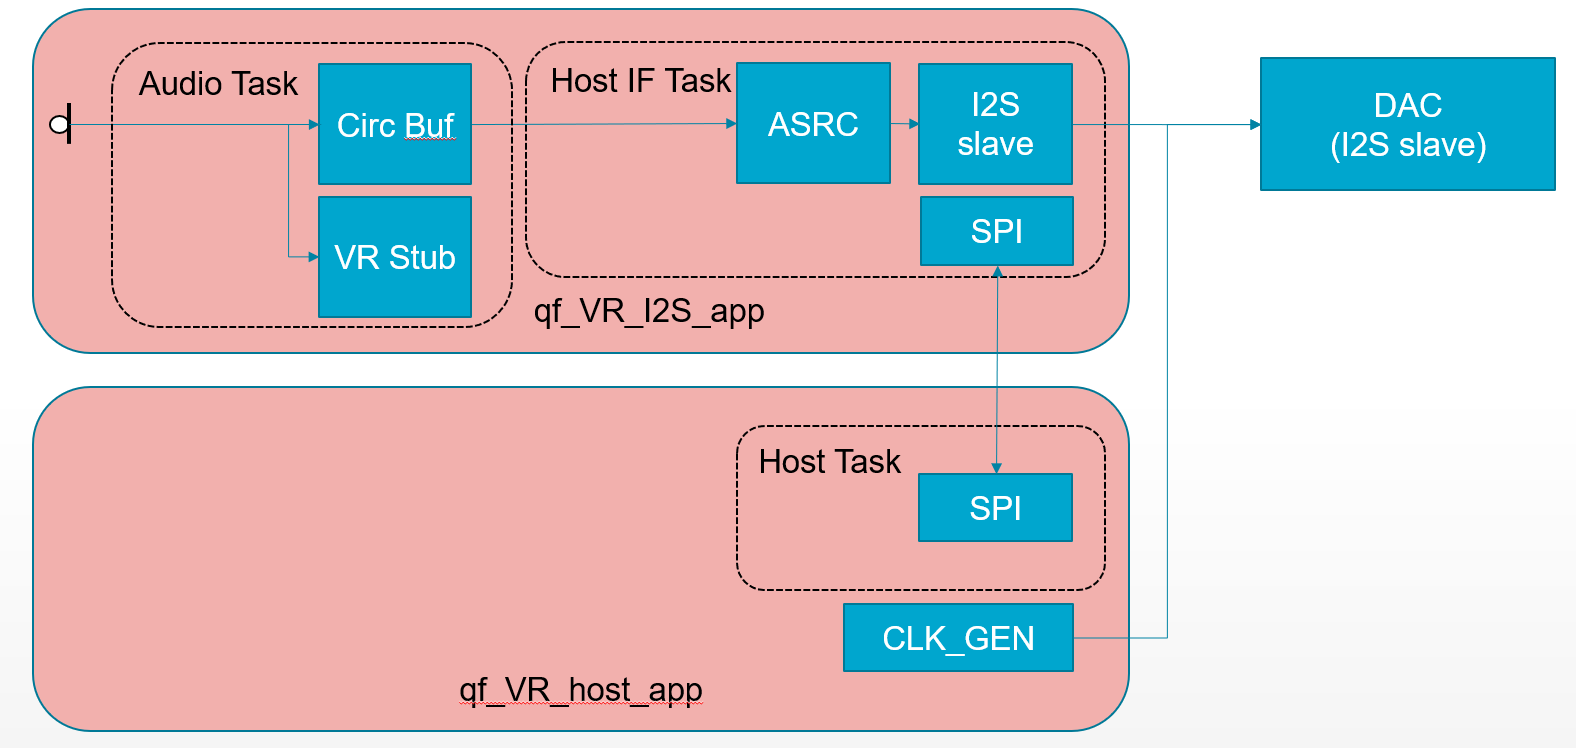 Audio Task
Circ Buf
VR Stub
Host IF Task
ASRC
I2S
slave
SPI
qf_VR_I2S_app
DAC
(I2S slave)
Host Task
SPI
CLK_GEN
qf_VR_host_app